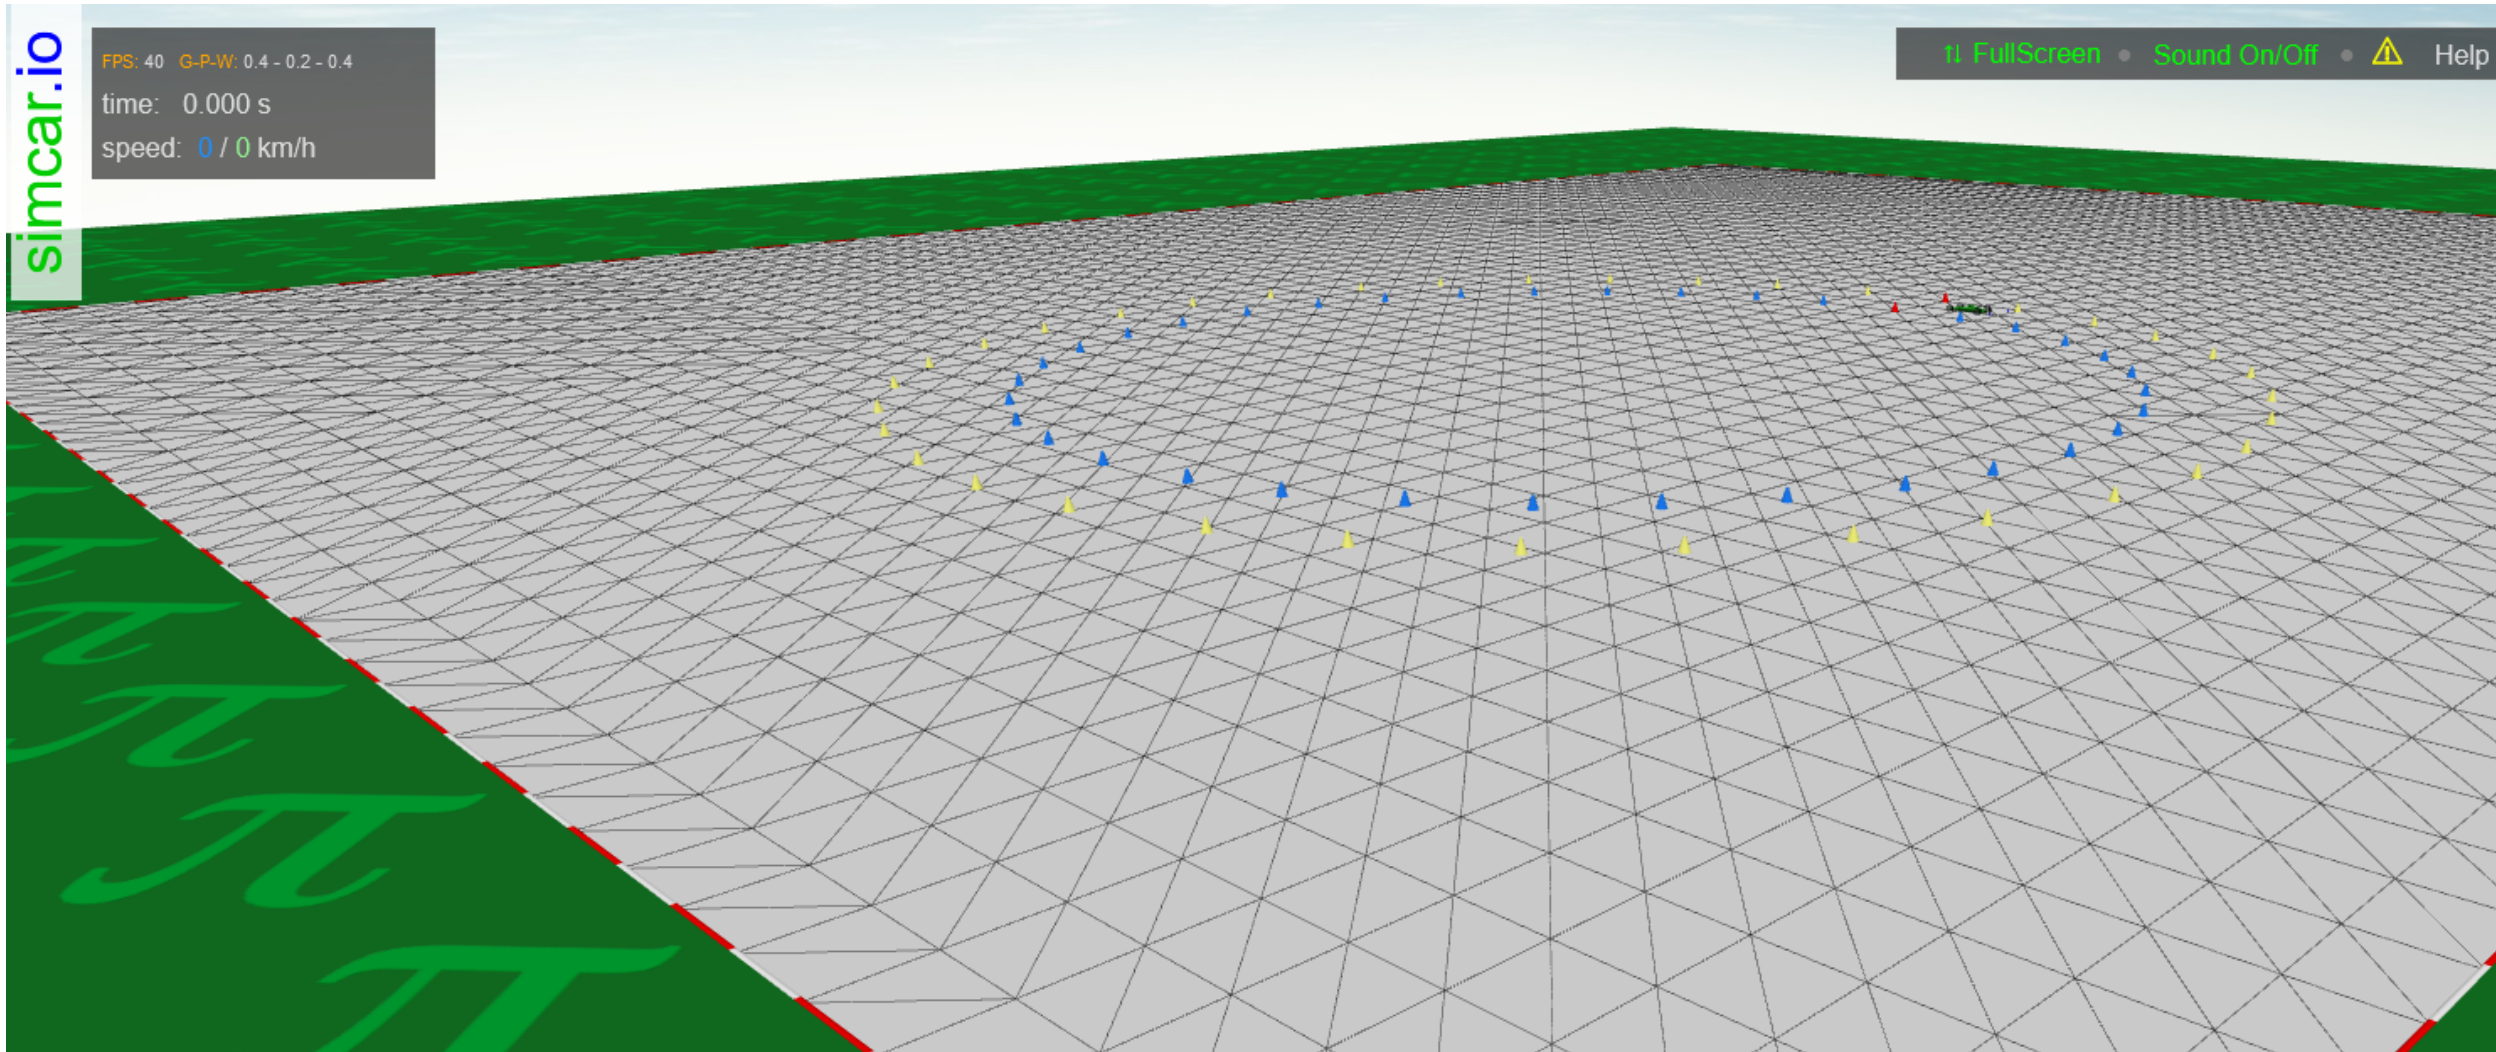 simcar.io
FPS: 40 G-P-W: 0.4 - 0.2 - 0.4
time: 0.000 s
speed: 0 / 0 km/h
⇅ FullScreen • Sound On/Off • ⚠ Help
π
π
π
π
π
π
π